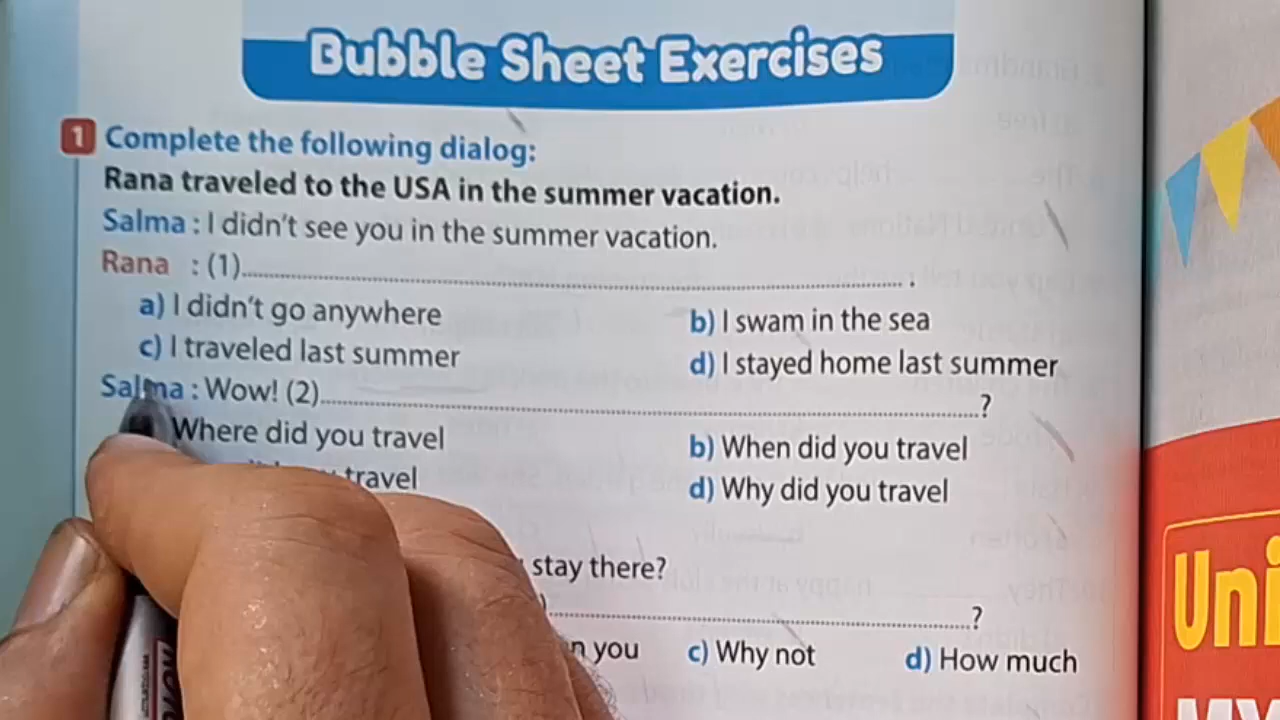 Bubble Sheet Exercises
1 Complete the following dialog:
Rana traveled to the USA in the summer vacation.
Salma : I didn't see you in the summer vacation.
Rana : (1)........................................ .
a) I didn't go anywhere b) I swam in the sea
c) I traveled last summer d) I stayed home last summer
Salma : Wow! (2)........................................?
Where did you travel b) When did you travel
travel d) Why did you travel
stay there?
)........................................?
you c) Why not d) How much
Uni
MY